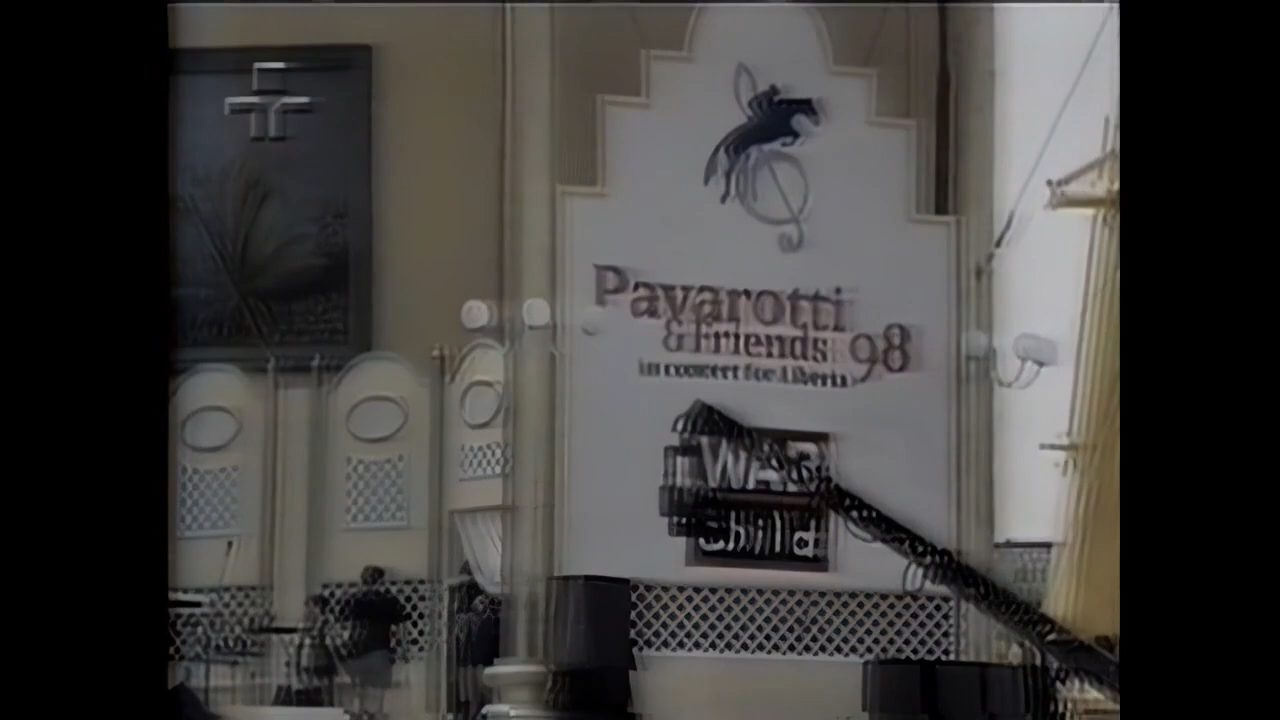 Pavarotti
& friends 98
in concert for Liberia
WAR
child